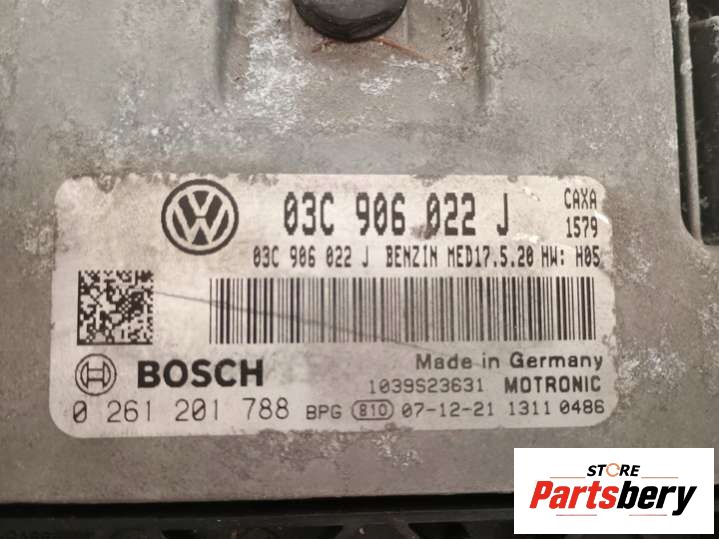 03C 906 022 J CAXA
1579
03C 906 022 J BENZIN MED17.5.20 HW: H05
Made in Germany
BOSCH 1039S23631 MOTRONIC
0 261 201 788 BPG 810 07-12-21 1311 0486
STORE
Partsbery